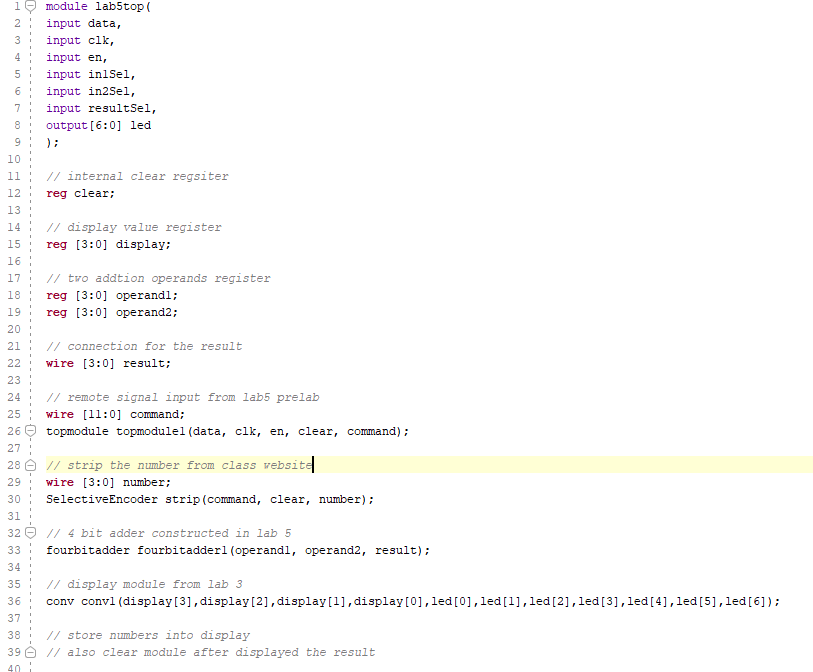 1 module lab5top(
2 input data,
3 input clk,
4 input en,
5 input in1Sel,
6 input in2Sel,
7 input resultSel,
8 output[6:0] led
9 );
10
11 // internal clear regsiter
12 reg clear;
13
14 // display value register
15 reg [3:0] display;
16
17 // two addtion operands register
18 reg [3:0] operand1;
19 reg [3:0] operand2;
20
21 // connection for the result
22 wire [3:0] result;
23
24 // remote signal input from lab5 prelab
25 wire [11:0] command;
26 topmodule topmodule1(data, clk, en, clear, command);
27
28 // strip the number from class website
29 wire [3:0] number;
30 SelectiveEncoder strip(command, clear, number);
31
32 // 4 bit adder constructed in lab 5
33 fourbitadder fourbitadder1(operand1, operand2, result);
34
35 // display module from lab 3
36 conv conv1(display[3],display[2],display[1],display[0],led[0],led[1],led[2],led[3],led[4],led[5],led[6]);
37
38 // store numbers into display
39 // also clear module after displayed the result
40